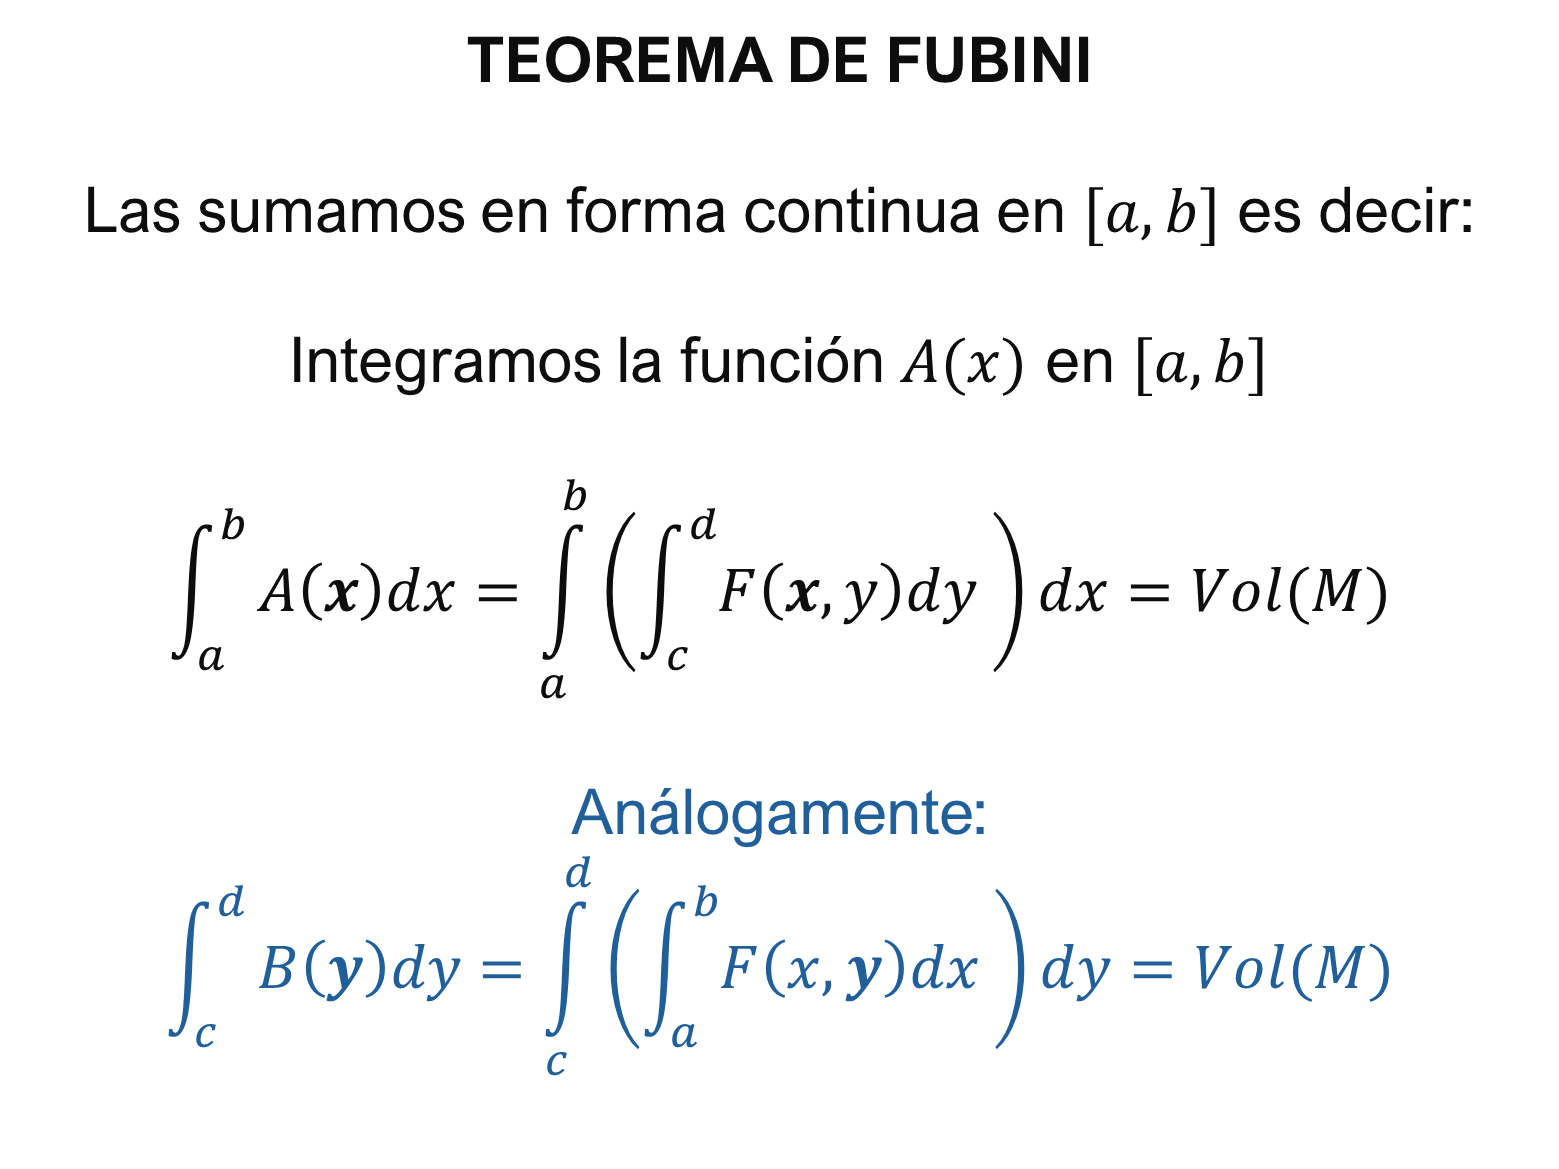 TEOREMA DE FUBINI
Las sumamos en forma continua en [a, b] es decir:
Integramos la función A(x) en [a, b]
∫_a^b A(x)dx = ∫_a^b (∫_c^d F(x, y)dy) dx = Vol(M)
Análogamente:
∫_c^d B(y)dy = ∫_c^d (∫_a^b F(x, y)dx) dy = Vol(M)